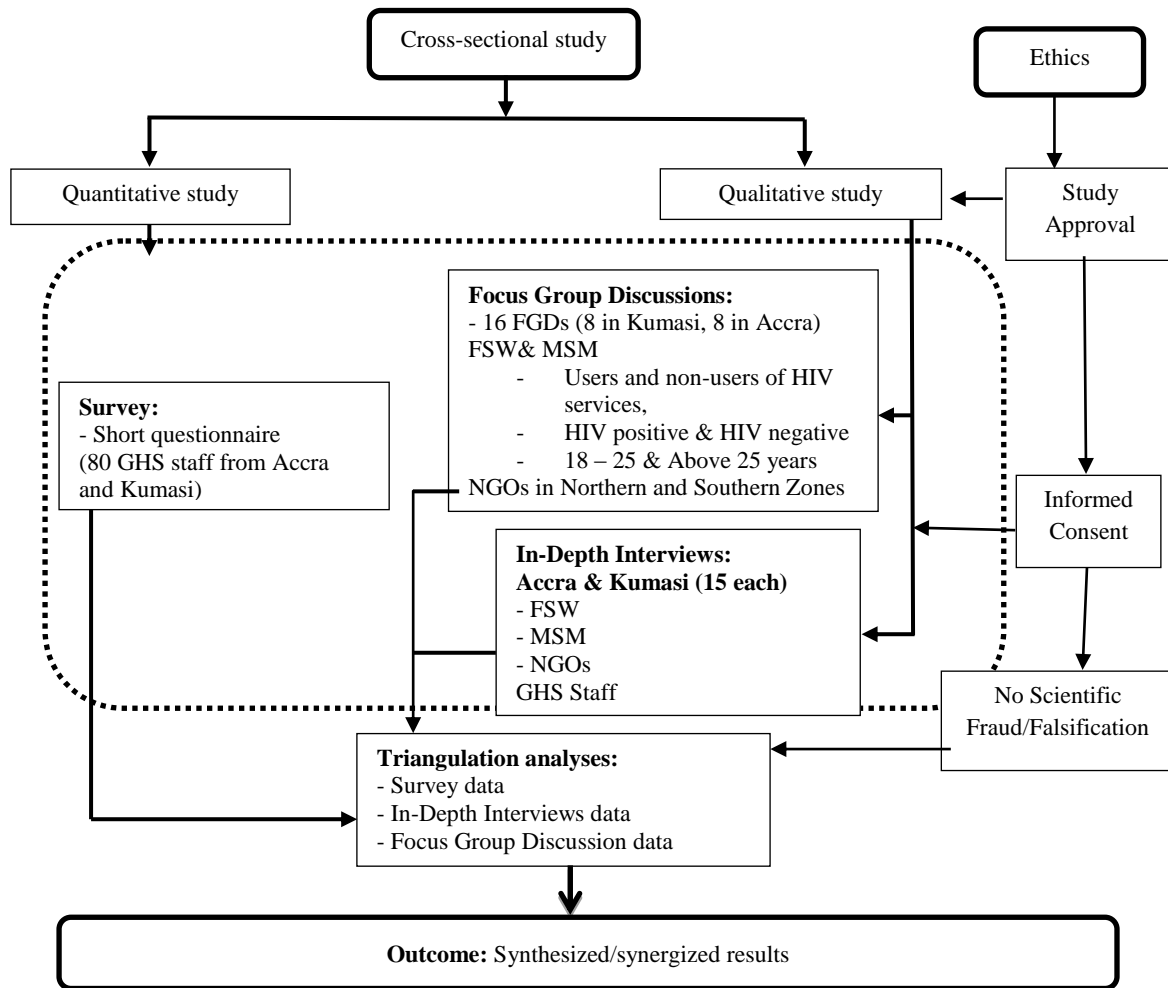 Cross-sectional study
Ethics
Quantitative study
Qualitative study
Study
Approval
Focus Group Discussions:
- 16 FGDs (8 in Kumasi, 8 in Accra)
FSW& MSM
- Users and non-users of HIV
services,
- HIV positive & HIV negative
- 18 – 25 & Above 25 years
NGOs in Northern and Southern Zones
Survey:
- Short questionnaire
(80 GHS staff from Accra
and Kumasi)
Informed
Consent
In-Depth Interviews:
Accra & Kumasi (15 each)
- FSW
- MSM
- NGOs
GHS Staff
No Scientific
Fraud/Falsification
Triangulation analyses:
- Survey data
- In-Depth Interviews data
- Focus Group Discussion data
Outcome: Synthesized/synergized results